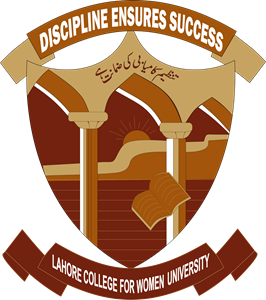 DISCIPLINE ENSURES SUCCESS
تنظیم کامیابی کی ضمانت ہے
LAHORE COLLEGE FOR WOMEN UNIVERSITY